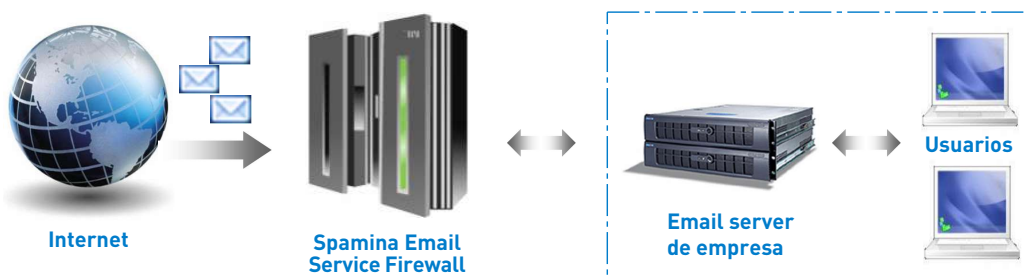 Internet
Spamina Email
Service Firewall
Email server
de empresa
Usuarios